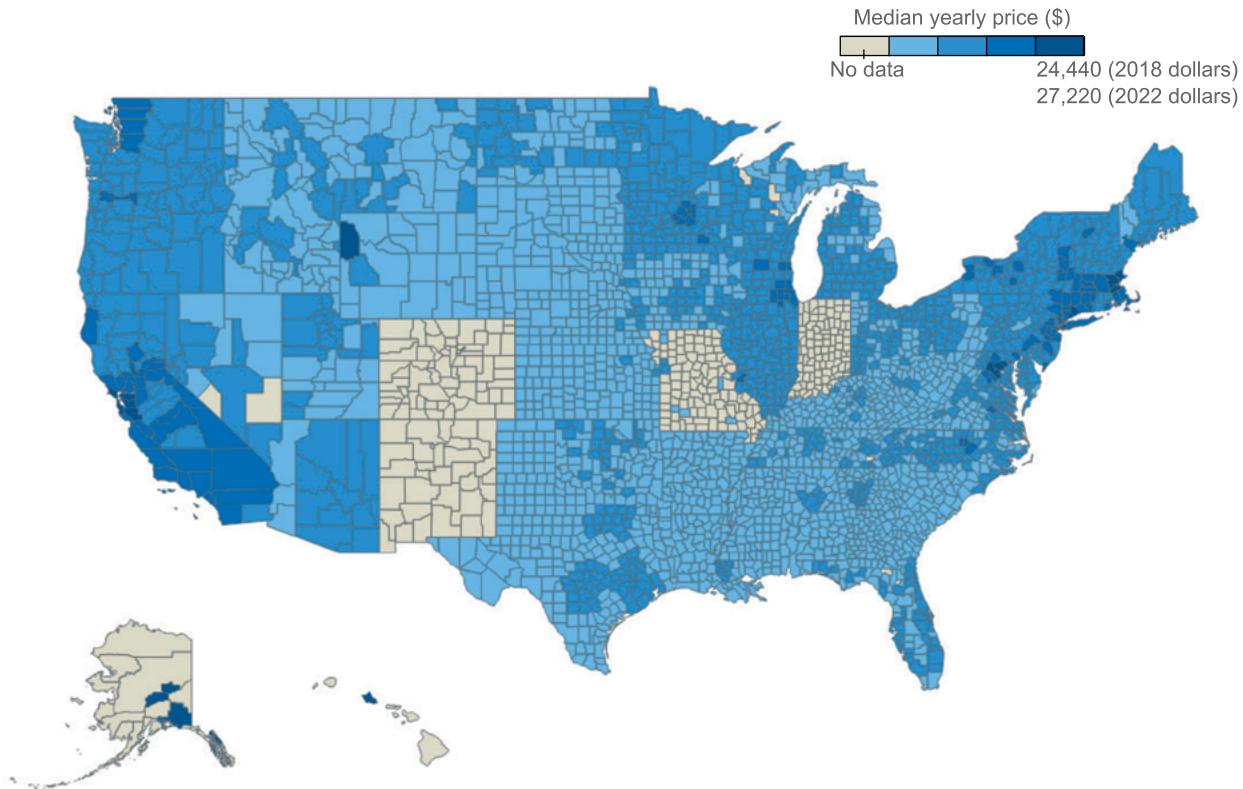 Median yearly price ($)
No data
24,440 (2018 dollars)
27,220 (2022 dollars)